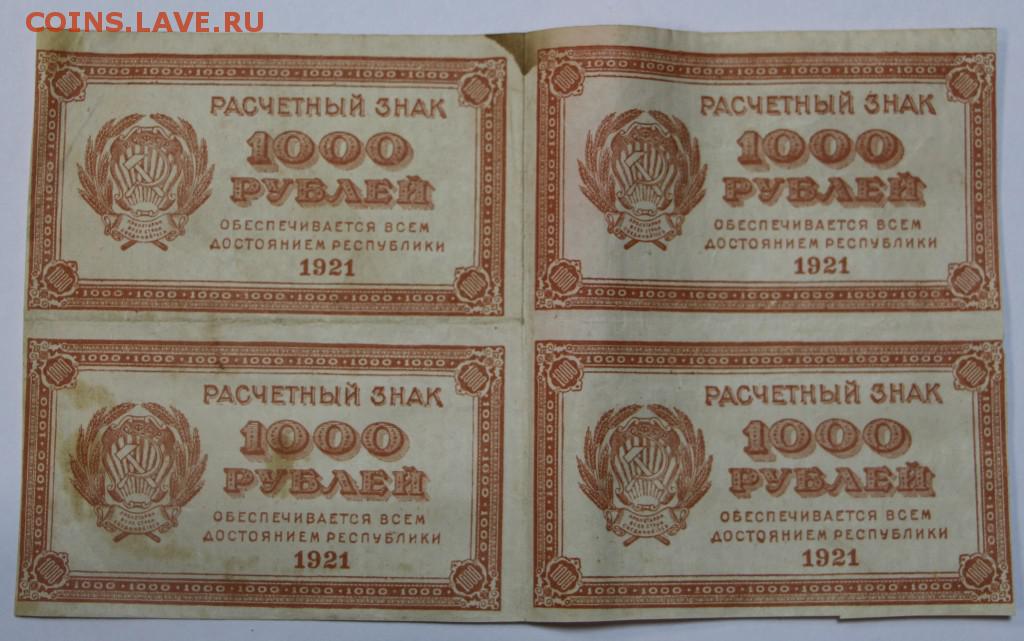 COINS.LAVE.RU
РАСЧЕТНЫЙ ЗНАК
1000
РУБЛЕЙ
ОБЕСПЕЧИВАЕТСЯ ВСЕМ
ДОСТОЯНИЕМ РЕСПУБЛИКИ
1921
РАСЧЕТНЫЙ ЗНАК
1000
РУБЛЕЙ
ОБЕСПЕЧИВАЕТСЯ ВСЕМ
ДОСТОЯНИЕМ РЕСПУБЛИКИ
1921
РАСЧЕТНЫЙ ЗНАК
1000
РУБЛЕЙ
ОБЕСПЕЧИВАЕТСЯ ВСЕМ
ДОСТОЯНИЕМ РЕСПУБЛИКИ
1921
РАСЧЕТНЫЙ ЗНАК
1000
РУБЛЕЙ
ОБЕСПЕЧИВАЕТСЯ ВСЕМ
ДОСТОЯНИЕМ РЕСПУБЛИКИ
1921